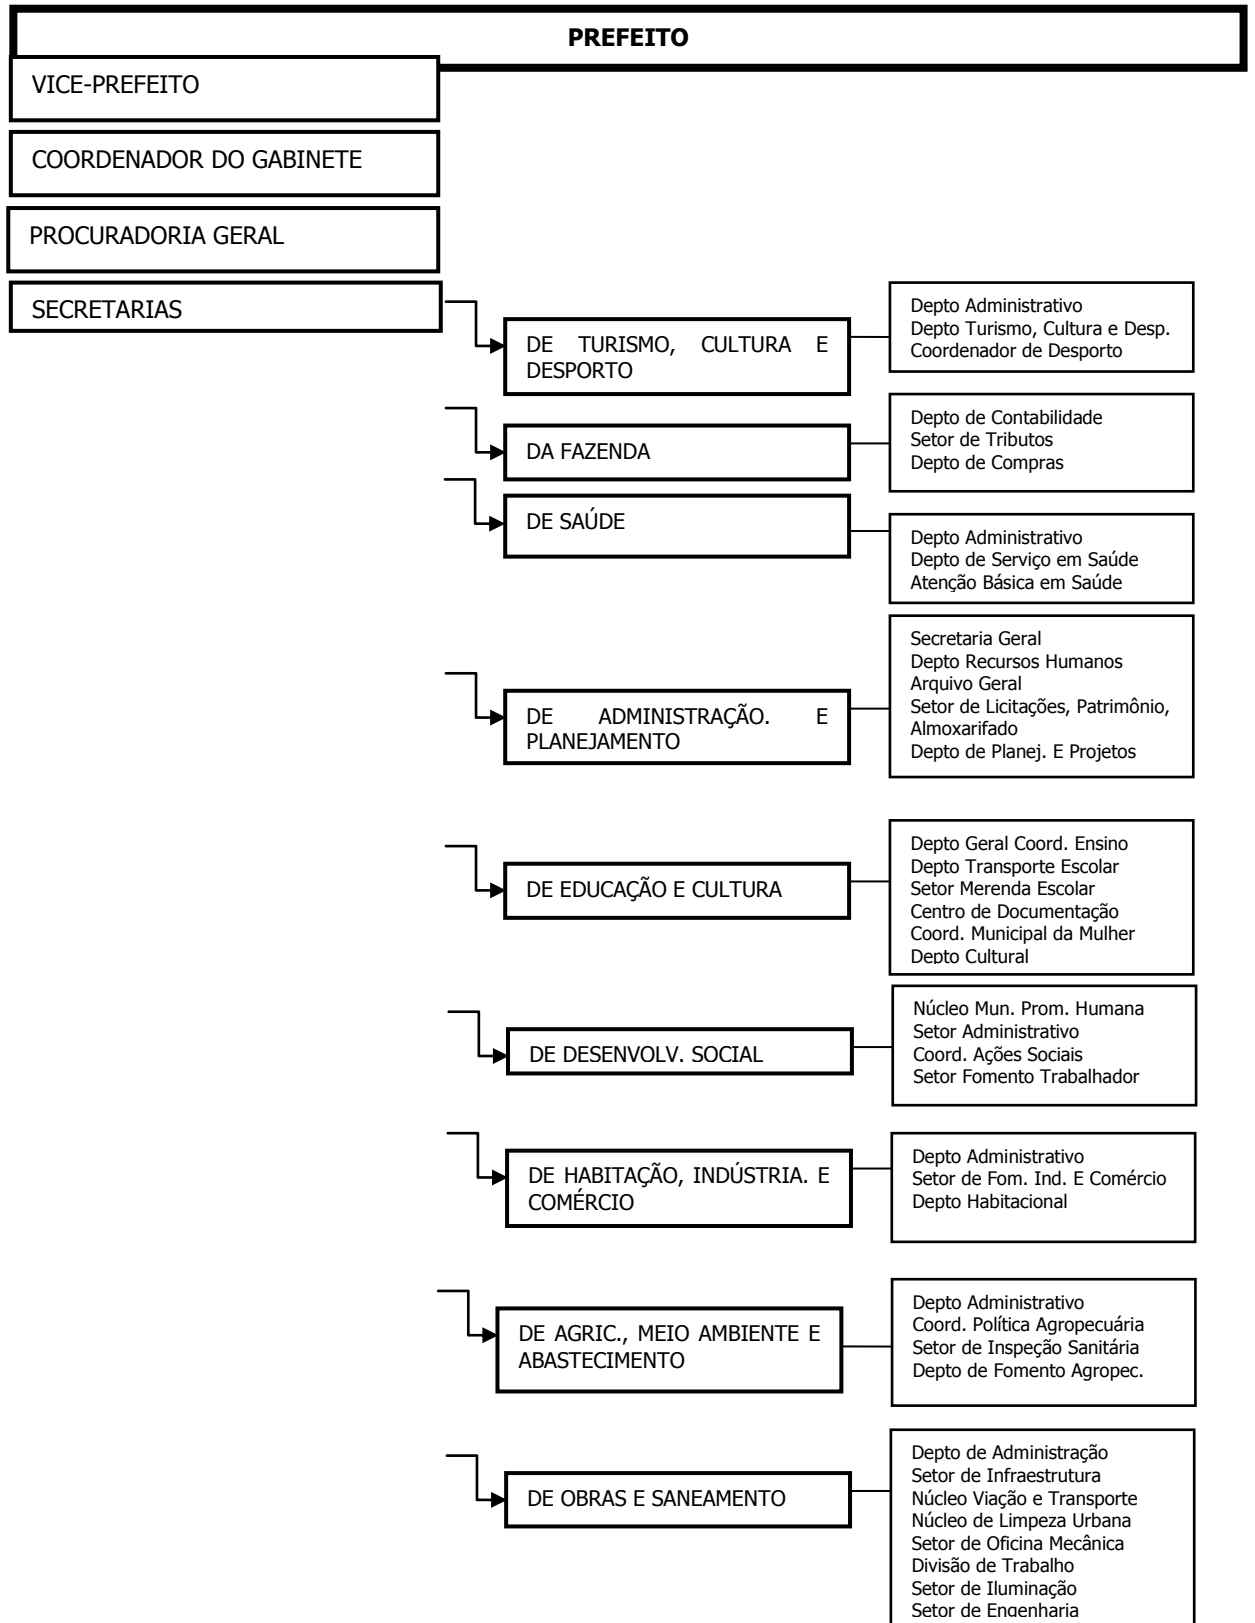 PREFEITO
VICE-PREFEITO
COORDENADOR DO GABINETE
PROCURADORIA GERAL
SECRETARIAS
DE TURISMO, CULTURA E
DESPORTO
Depto Administrativo
Depto Turismo, Cultura e Desp.
Coordenador de Desporto
DA FAZENDA
Depto de Contabilidade
Setor de Tributos
Depto de Compras
DE SAÚDE
Depto Administrativo
Depto de Serviço em Saúde
Atenção Básica em Saúde
DE ADMINISTRAÇÃO. E
PLANEJAMENTO
Secretaria Geral
Depto Recursos Humanos
Arquivo Geral
Setor de Licitações, Patrimônio,
Almoxarifado
Depto de Planej. E Projetos
DE EDUCAÇÃO E CULTURA
Depto Geral Coord. Ensino
Depto Transporte Escolar
Setor Merenda Escolar
Centro de Documentação
Coord. Municipal da Mulher
Depto Cultural
DE DESENVOLV. SOCIAL
Núcleo Mun. Prom. Humana
Setor Administrativo
Coord. Ações Sociais
Setor Fomento Trabalhador
DE HABITAÇÃO, INDÚSTRIA. E
COMÉRCIO
Depto Administrativo
Setor de Fom. Ind. E Comércio
Depto Habitacional
DE AGRIC., MEIO AMBIENTE E
ABASTECIMENTO
Depto Administrativo
Coord. Política Agropecuária
Setor de Inspeção Sanitária
Depto de Fomento Agropec.
DE OBRAS E SANEAMENTO
Depto de Administração
Setor de Infraestrutura
Núcleo Viação e Transporte
Núcleo de Limpeza Urbana
Setor de Oficina Mecânica
Divisão de Trabalho
Setor de Iluminação
Setor de Engenharia